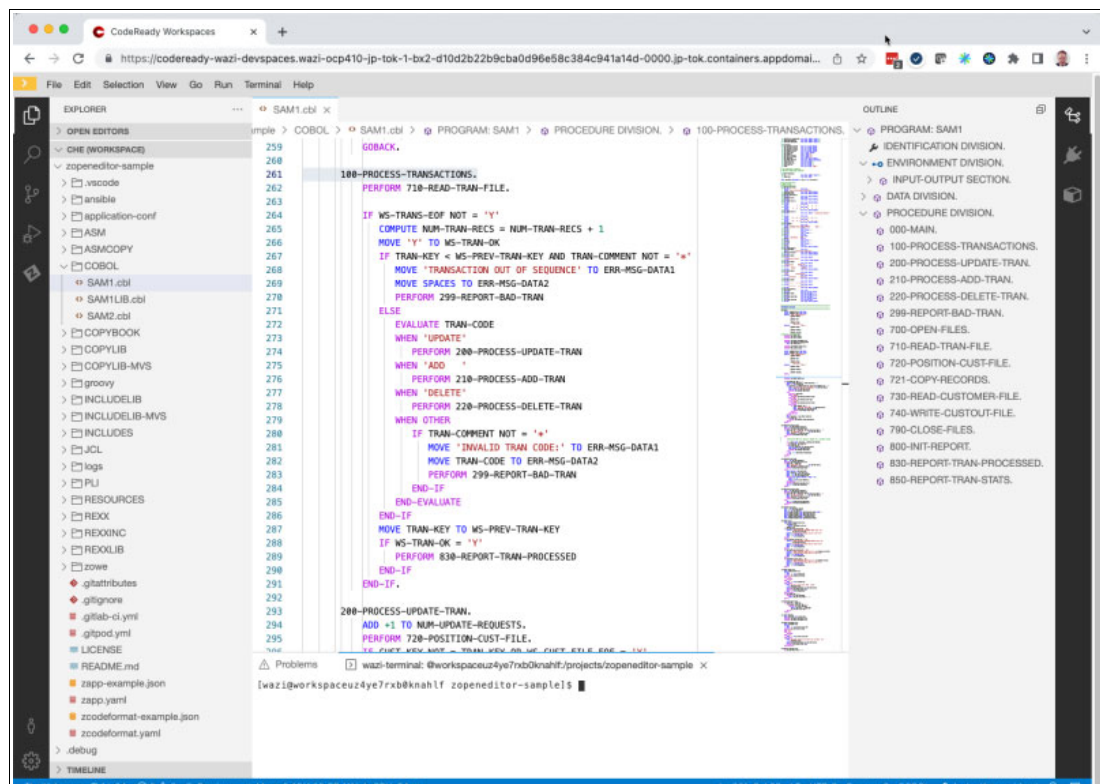 CodeReady Workspaces
https://codeready-wazi-devspaces.wazi-ocp410-jp-tok-1-bx2-d10d2b22b9cba0d96e58c384c941a14d-0000.jp-tok.containers.appdomai...
File Edit Selection View Go Run Terminal Help
EXPLORER
OPEN EDITORS
CHE (WORKSPACE)
zopeneditor-sample
.vscode
ansible
application-conf
ASM
ASMCOPY
COBOL
SAM1.cbl
SAM1LIB.cbl
SAM2.cbl
COPYBOOK
COPYLIB
COPYLIB-MVS
groovy
INCLUDELIB
INCLUDELIB-MVS
INCLUDES
JCL
logs
PLI
RESOURCES
REXX
REXXINC
REXXLIB
zowe
.gitattributes
.gitignore
.gitlab-ci.yml
.gitpod.yml
LICENSE
README.md
zapp-example.json
zapp.yaml
zcodeformat-example.json
zcodeformat.yaml
.debug
TIMELINE
SAM1.cbl
mple > COBOL > SAM1.cbl > PROGRAM: SAM1 > PROCEDURE DIVISION. > 100-PROCESS-TRANSACTIONS.
259 GOBACK.
260
261 100-PROCESS-TRANSACTIONS.
262 PERFORM 710-READ-TRAN-FILE.
263
264 IF WS-TRANS-EOF NOT = 'Y'
265 COMPUTE NUM-TRAN-RECS = NUM-TRAN-RECS + 1
266 MOVE 'Y' TO WS-TRAN-OK
267 IF TRAN-KEY < WS-PREV-TRAN-KEY AND TRAN-COMMENT NOT = '*'
268 MOVE 'TRANSACTION OUT OF SEQUENCE' TO ERR-MSG-DATA1
269 MOVE SPACES TO ERR-MSG-DATA2
270 PERFORM 299-REPORT-BAD-TRAN
271 ELSE
272 EVALUATE TRAN-CODE
273 WHEN 'UPDATE'
274 PERFORM 200-PROCESS-UPDATE-TRAN
275 WHEN 'ADD   '
276 PERFORM 210-PROCESS-ADD-TRAN
277 WHEN 'DELETE'
278 PERFORM 220-PROCESS-DELETE-TRAN
279 WHEN OTHER
280 IF TRAN-COMMENT NOT = '*'
281 MOVE 'INVALID TRAN CODE:' TO ERR-MSG-DATA1
282 MOVE TRAN-CODE TO ERR-MSG-DATA2
283 PERFORM 299-REPORT-BAD-TRAN
284 END-IF
285 END-EVALUATE
286 END-IF
287 MOVE TRAN-KEY TO WS-PREV-TRAN-KEY
288 IF WS-TRAN-OK = 'Y'
289 PERFORM 830-REPORT-TRAN-PROCESSED
290 END-IF
291 END-IF.
292
293 200-PROCESS-UPDATE-TRAN.
294 ADD +1 TO NUM-UPDATE-REQUESTS.
295 PERFORM 720-POSITION-CUST-FILE.
Problems
wazi-terminal: @workspaceuz4ye7rxb0knahlf:/projects/zopeneditor-sample
[wazi@workspaceuz4ye7rxb0knahlf zopeneditor-sample]$
OUTLINE
PROGRAM: SAM1
IDENTIFICATION DIVISION.
ENVIRONMENT DIVISION.
INPUT-OUTPUT SECTION.
DATA DIVISION.
PROCEDURE DIVISION.
000-MAIN.
100-PROCESS-TRANSACTIONS.
200-PROCESS-UPDATE-TRAN.
210-PROCESS-ADD-TRAN.
220-PROCESS-DELETE-TRAN.
299-REPORT-BAD-TRAN.
700-OPEN-FILES.
710-READ-TRAN-FILE.
720-POSITION-CUST-FILE.
721-COPY-RECORDS.
730-READ-CUSTOMER-FILE.
740-WRITE-CUSTOUT-FILE.
790-CLOSE-FILES.
800-INIT-REPORT.
830-REPORT-TRAN-PROCESSED.
850-REPORT-TRAN-STATS.